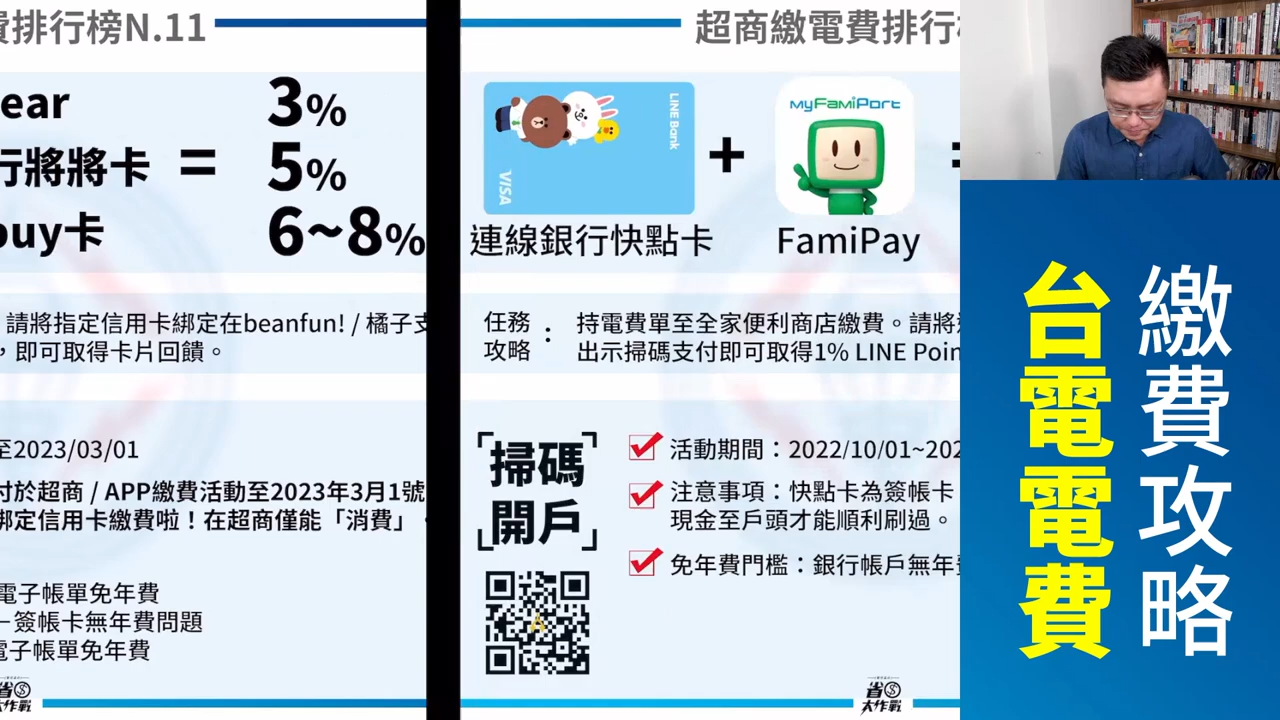 費排行榜N.11
ear
3%
行將將卡 =
5%
buy卡
6~8%
請將指定信用卡綁定在beanfun! / 橘子支
，即可取得卡片回饋。
至2023/03/01
付於超商 / APP繳費活動至2023年3月1號
綁定信用卡繳費啦！在超商僅能「消費」。
電子帳單免年費
–簽帳卡無年費問題
電子帳單免年費
省$
大作戰
超商繳電費排行
LINE Bank
VISA
+
MYFAMIPORT
=
連線銀行快點卡
FamiPay
任務攻略：
持電費單至全家便利商店繳費。請將
出示掃碼支付即可取得1% LINE Poin
掃碼
開戶
活動期間：2022/10/01~202
注意事項：快點卡為簽帳卡
現金至戶頭才能順利刷過。
免年費門檻：銀行帳戶無年費
省$
大作戰
繳費攻略
台電電費